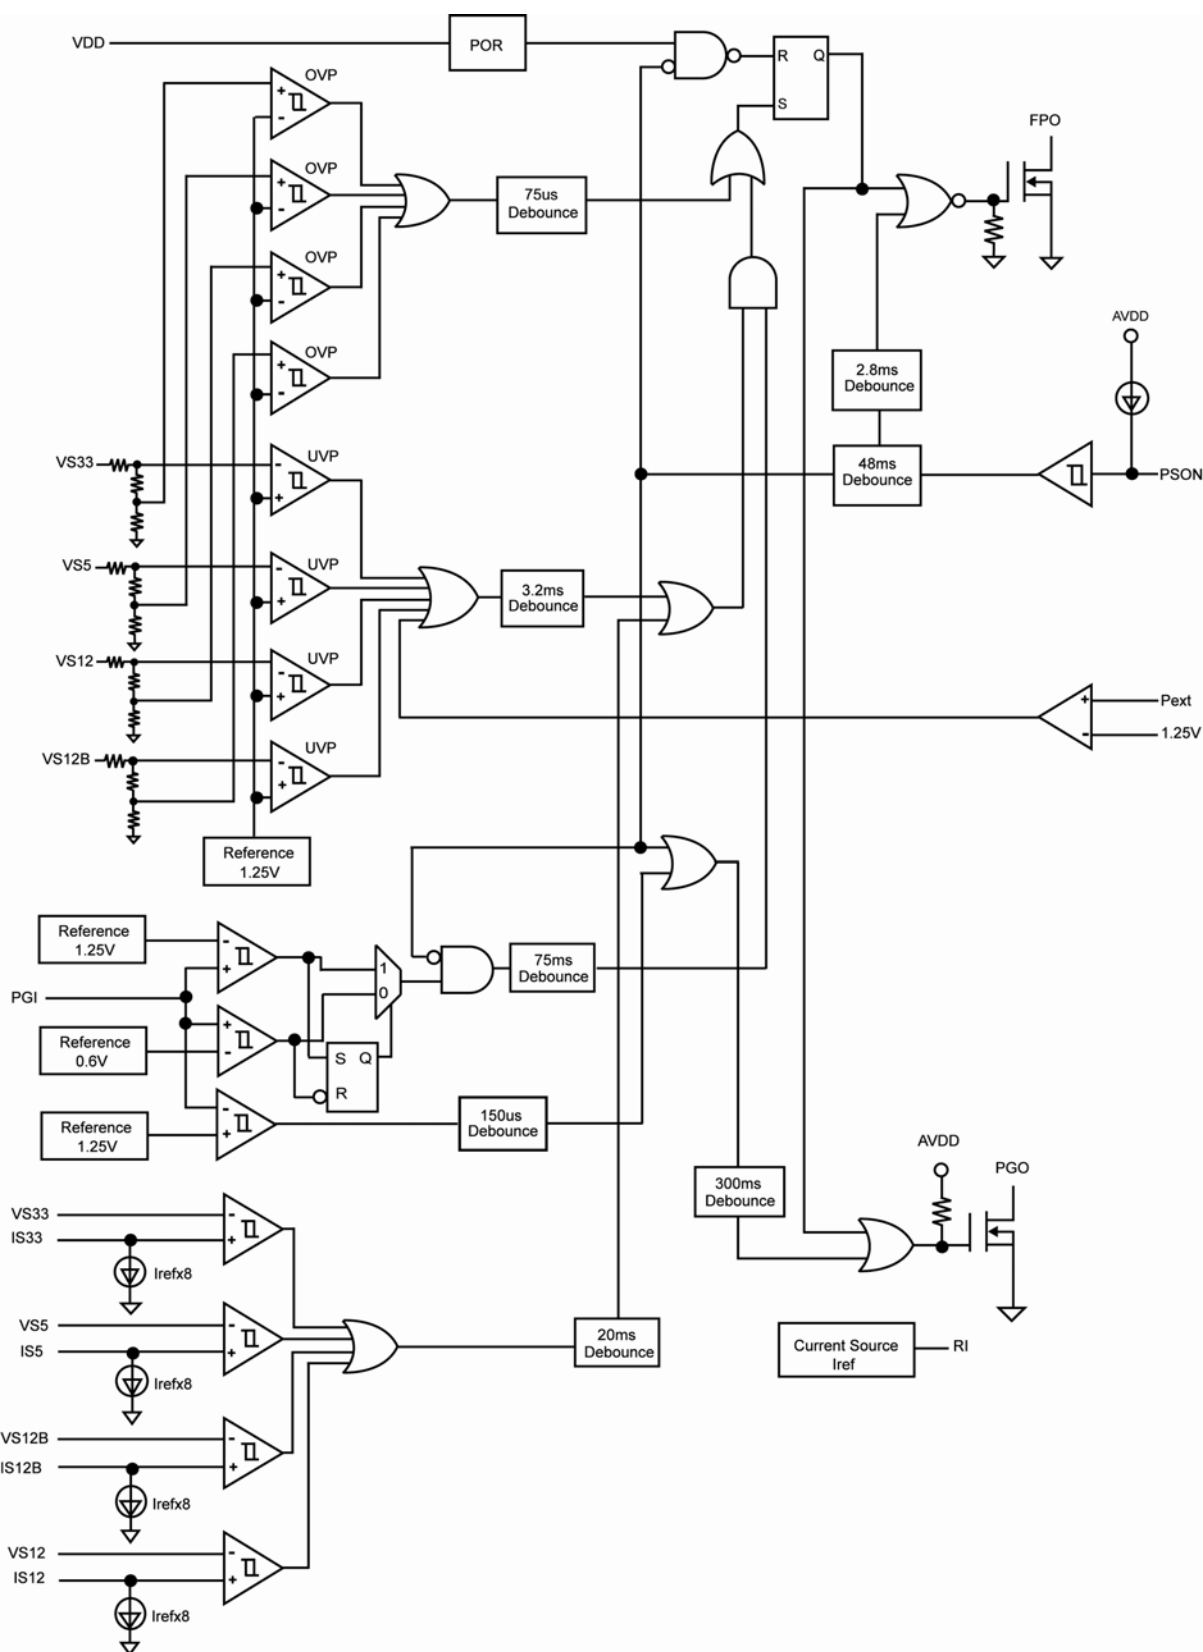 VDD
POR
R
Q
S
OVP
+
-
OVP
+
-
OVP
+
-
OVP
+
-
75us
Debounce
FPO
AVDD
2.8ms
Debounce
48ms
Debounce
PSON
VS33
UVP
-
+
VS5
UVP
-
+
VS12
UVP
-
+
VS12B
UVP
-
+
3.2ms
Debounce
+
Pext
-
1.25V
Reference
1.25V
Reference
1.25V
-
+
PGI
Reference
0.6V
+
-
1
0
S
Q
R
75ms
Debounce
Reference
1.25V
-
+
150us
Debounce
300ms
Debounce
AVDD
PGO
VS33
-
IS33
+
Irefx8
VS5
-
IS5
+
Irefx8
20ms
Debounce
Current Source
Iref
RI
VS12B
-
IS12B
+
Irefx8
VS12
-
IS12
+
Irefx8